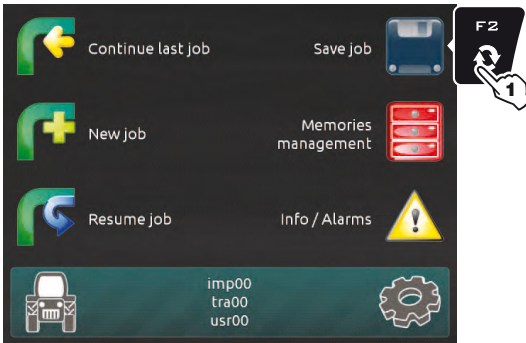 Continue last job
Save job
F2
1
New job
Memories
management
Resume job
Info / Alarms
imp00
tra00
usr00